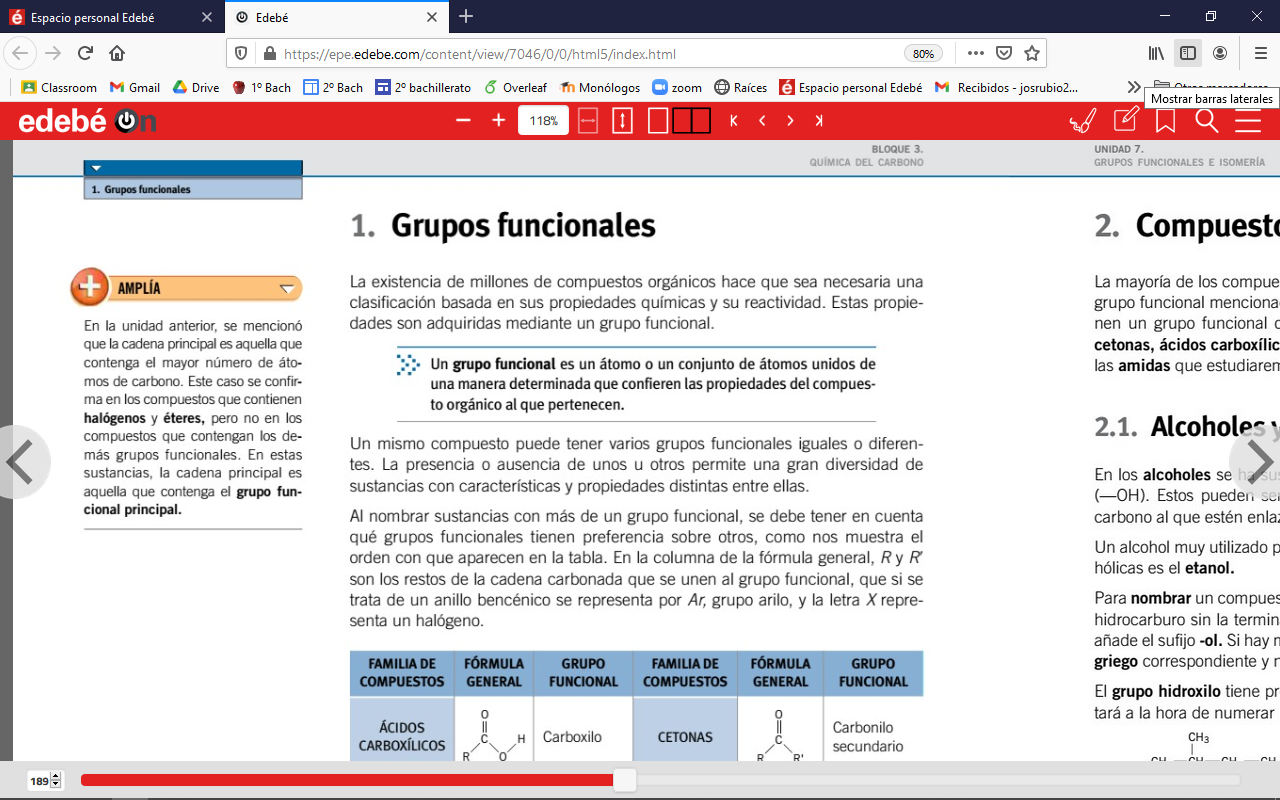 Espacio personal Edebé
Edebé
https://epe.edebe.com/content/view/7046/0/0/html5/index.html
80%
Classroom
Gmail
Drive
1º Bach
2º Bach
2º bachillerato
Overleaf
Monólogos
zoom
Raíces
Espacio personal Edebé
Recibidos - josrubio2...
Mostrar barras laterales
edebé On
118%
BLOQUE 3.
QUÍMICA DEL CARBONO
UNIDAD 7.
GRUPOS FUNCIONALES E ISOMERÍA
1. Grupos funcionales
AMPLÍA
En la unidad anterior, se mencionó
que la cadena principal es aquella que
contenga el mayor número de áto-
mos de carbono. Este caso se confir-
ma en los compuestos que contienen
halógenos y éteres, pero no en los
compuestos que contengan los de-
más grupos funcionales. En estas
sustancias, la cadena principal es
aquella que contenga el grupo fun-
cional principal.
1. Grupos funcionales
La existencia de millones de compuestos orgánicos hace que sea necesaria una
clasificación basada en sus propiedades químicas y su reactividad. Estas propie-
dades son adquiridas mediante un grupo funcional.
Un grupo funcional es un átomo o un conjunto de átomos unidos de
una manera determinada que confieren las propiedades del compues-
to orgánico al que pertenecen.
Un mismo compuesto puede tener varios grupos funcionales iguales o diferen-
tes. La presencia o ausencia de unos u otros permite una gran diversidad de
sustancias con características y propiedades distintas entre ellas.
Al nombrar sustancias con más de un grupo funcional, se debe tener en cuenta
qué grupos funcionales tienen preferencia sobre otros, como nos muestra el
orden con que aparecen en la tabla. En la columna de la fórmula general, R y R'
son los restos de la cadena carbonada que se unen al grupo funcional, que si se
trata de un anillo bencénico se representa por Ar, grupo arilo, y la letra X repre-
senta un halógeno.
FAMILIA DE COMPUESTOS FÓRMULA GENERAL GRUPO FUNCIONAL FAMILIA DE COMPUESTOS FÓRMULA GENERAL GRUPO FUNCIONAL
ÁCIDOS CARBOXÍLICOS O C H R O Carboxilo CETONAS O C R R' Carbonilo secundario
2. Compuesto
La mayoría de los compue
grupo funcional menciona
nen un grupo funcional
cetonas, ácidos carboxílic
las amidas que estudiarem
2.1. Alcoholes y
En los alcoholes se ha sus
(—OH). Estos pueden ser
carbono al que estén enlaz
Un alcohol muy utilizado p
hólicas es el etanol.
Para nombrar un compues
hidrocarburo sin la termina
añade el sufijo -ol. Si hay m
griego correspondiente y n
El grupo hidroxilo tiene pr
tará a la hora de numerar
CH3
189